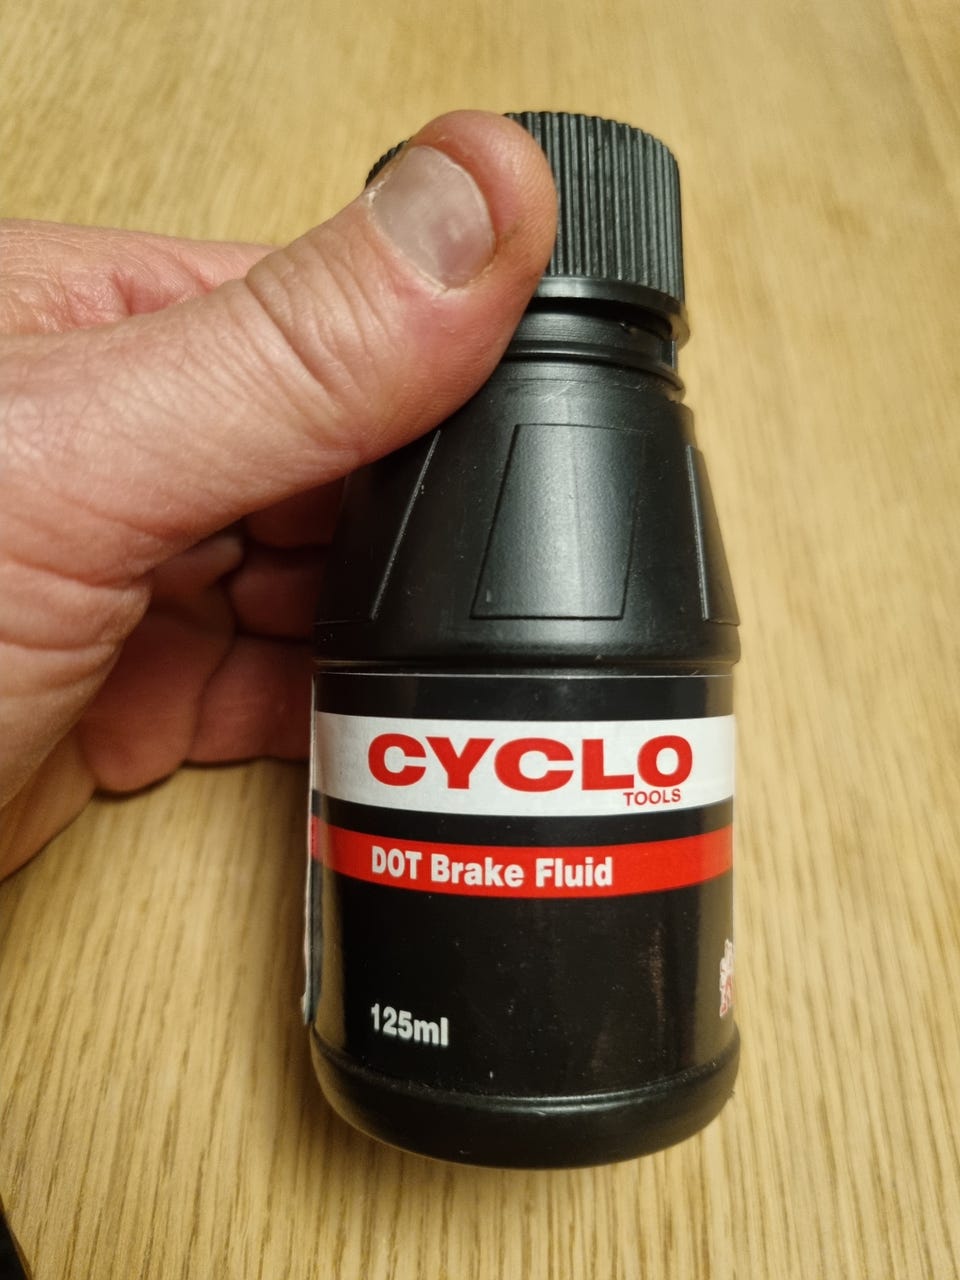 CYCLO
TOOLS
DOT Brake Fluid
125ml